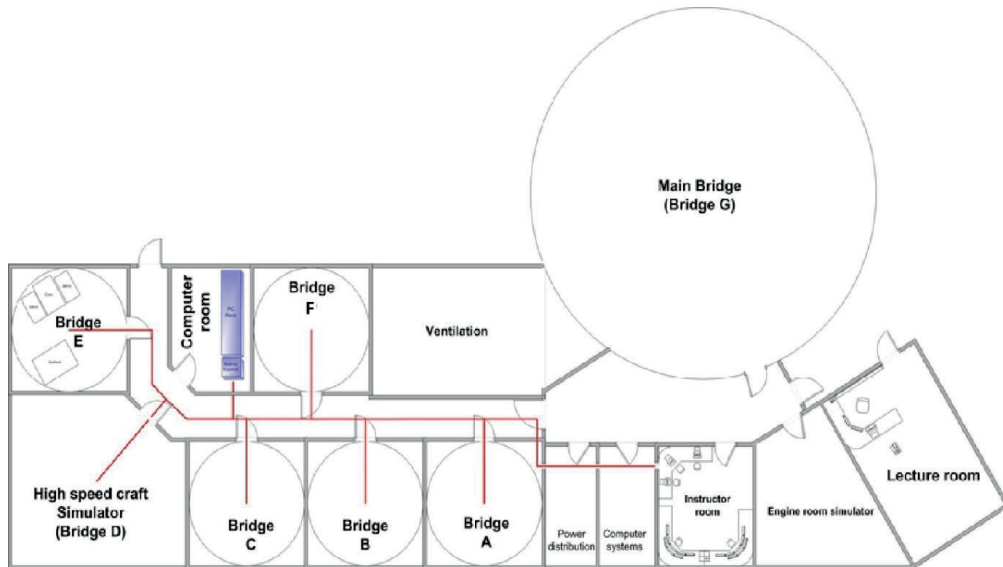 Main Bridge
(Bridge G)
Computer
room
Bridge
F
Bridge
E
Ventilation
High speed craft
Simulator
(Bridge D)
Bridge
C
Bridge
B
Bridge
A
Power
distribution
Computer
systems
Instructor
room
Engine room simulator
Lecture room